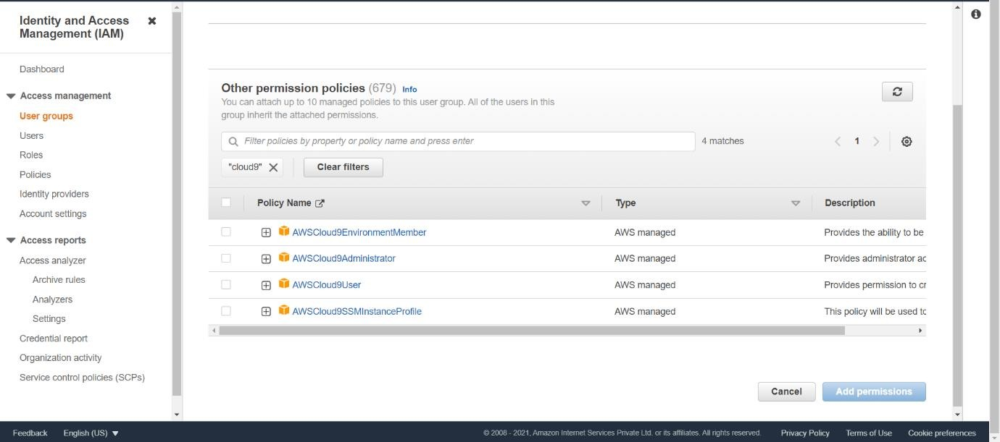 Identity and Access
Management (IAM)
Dashboard
Access management
User groups
Users
Roles
Policies
Identity providers
Account settings
Access reports
Access analyzer
Archive rules
Analyzers
Settings
Credential report
Organization activity
Service control policies (SCPs)
Other permission policies (679) Info
You can attach up to 10 managed policies to this user group. All of the users in this
group inherit the attached permissions.
Filter policies by property or policy name and press enter
4 matches
1
"cloud9"
Clear filters
Policy Name Type Description
AWSCloud9EnvironmentMember AWS managed Provides the ability to be
AWSCloud9Administrator AWS managed Provides administrator ac
AWSCloud9User AWS managed Provides permission to cr
AWSCloud9SSMInstanceProfile AWS managed This policy will be used to
Cancel Add permissions
Feedback English (US) © 2008 - 2021, Amazon Internet Services Private Ltd. or its affiliates. All rights reserved. Privacy Policy Terms of Use Cookie preferences